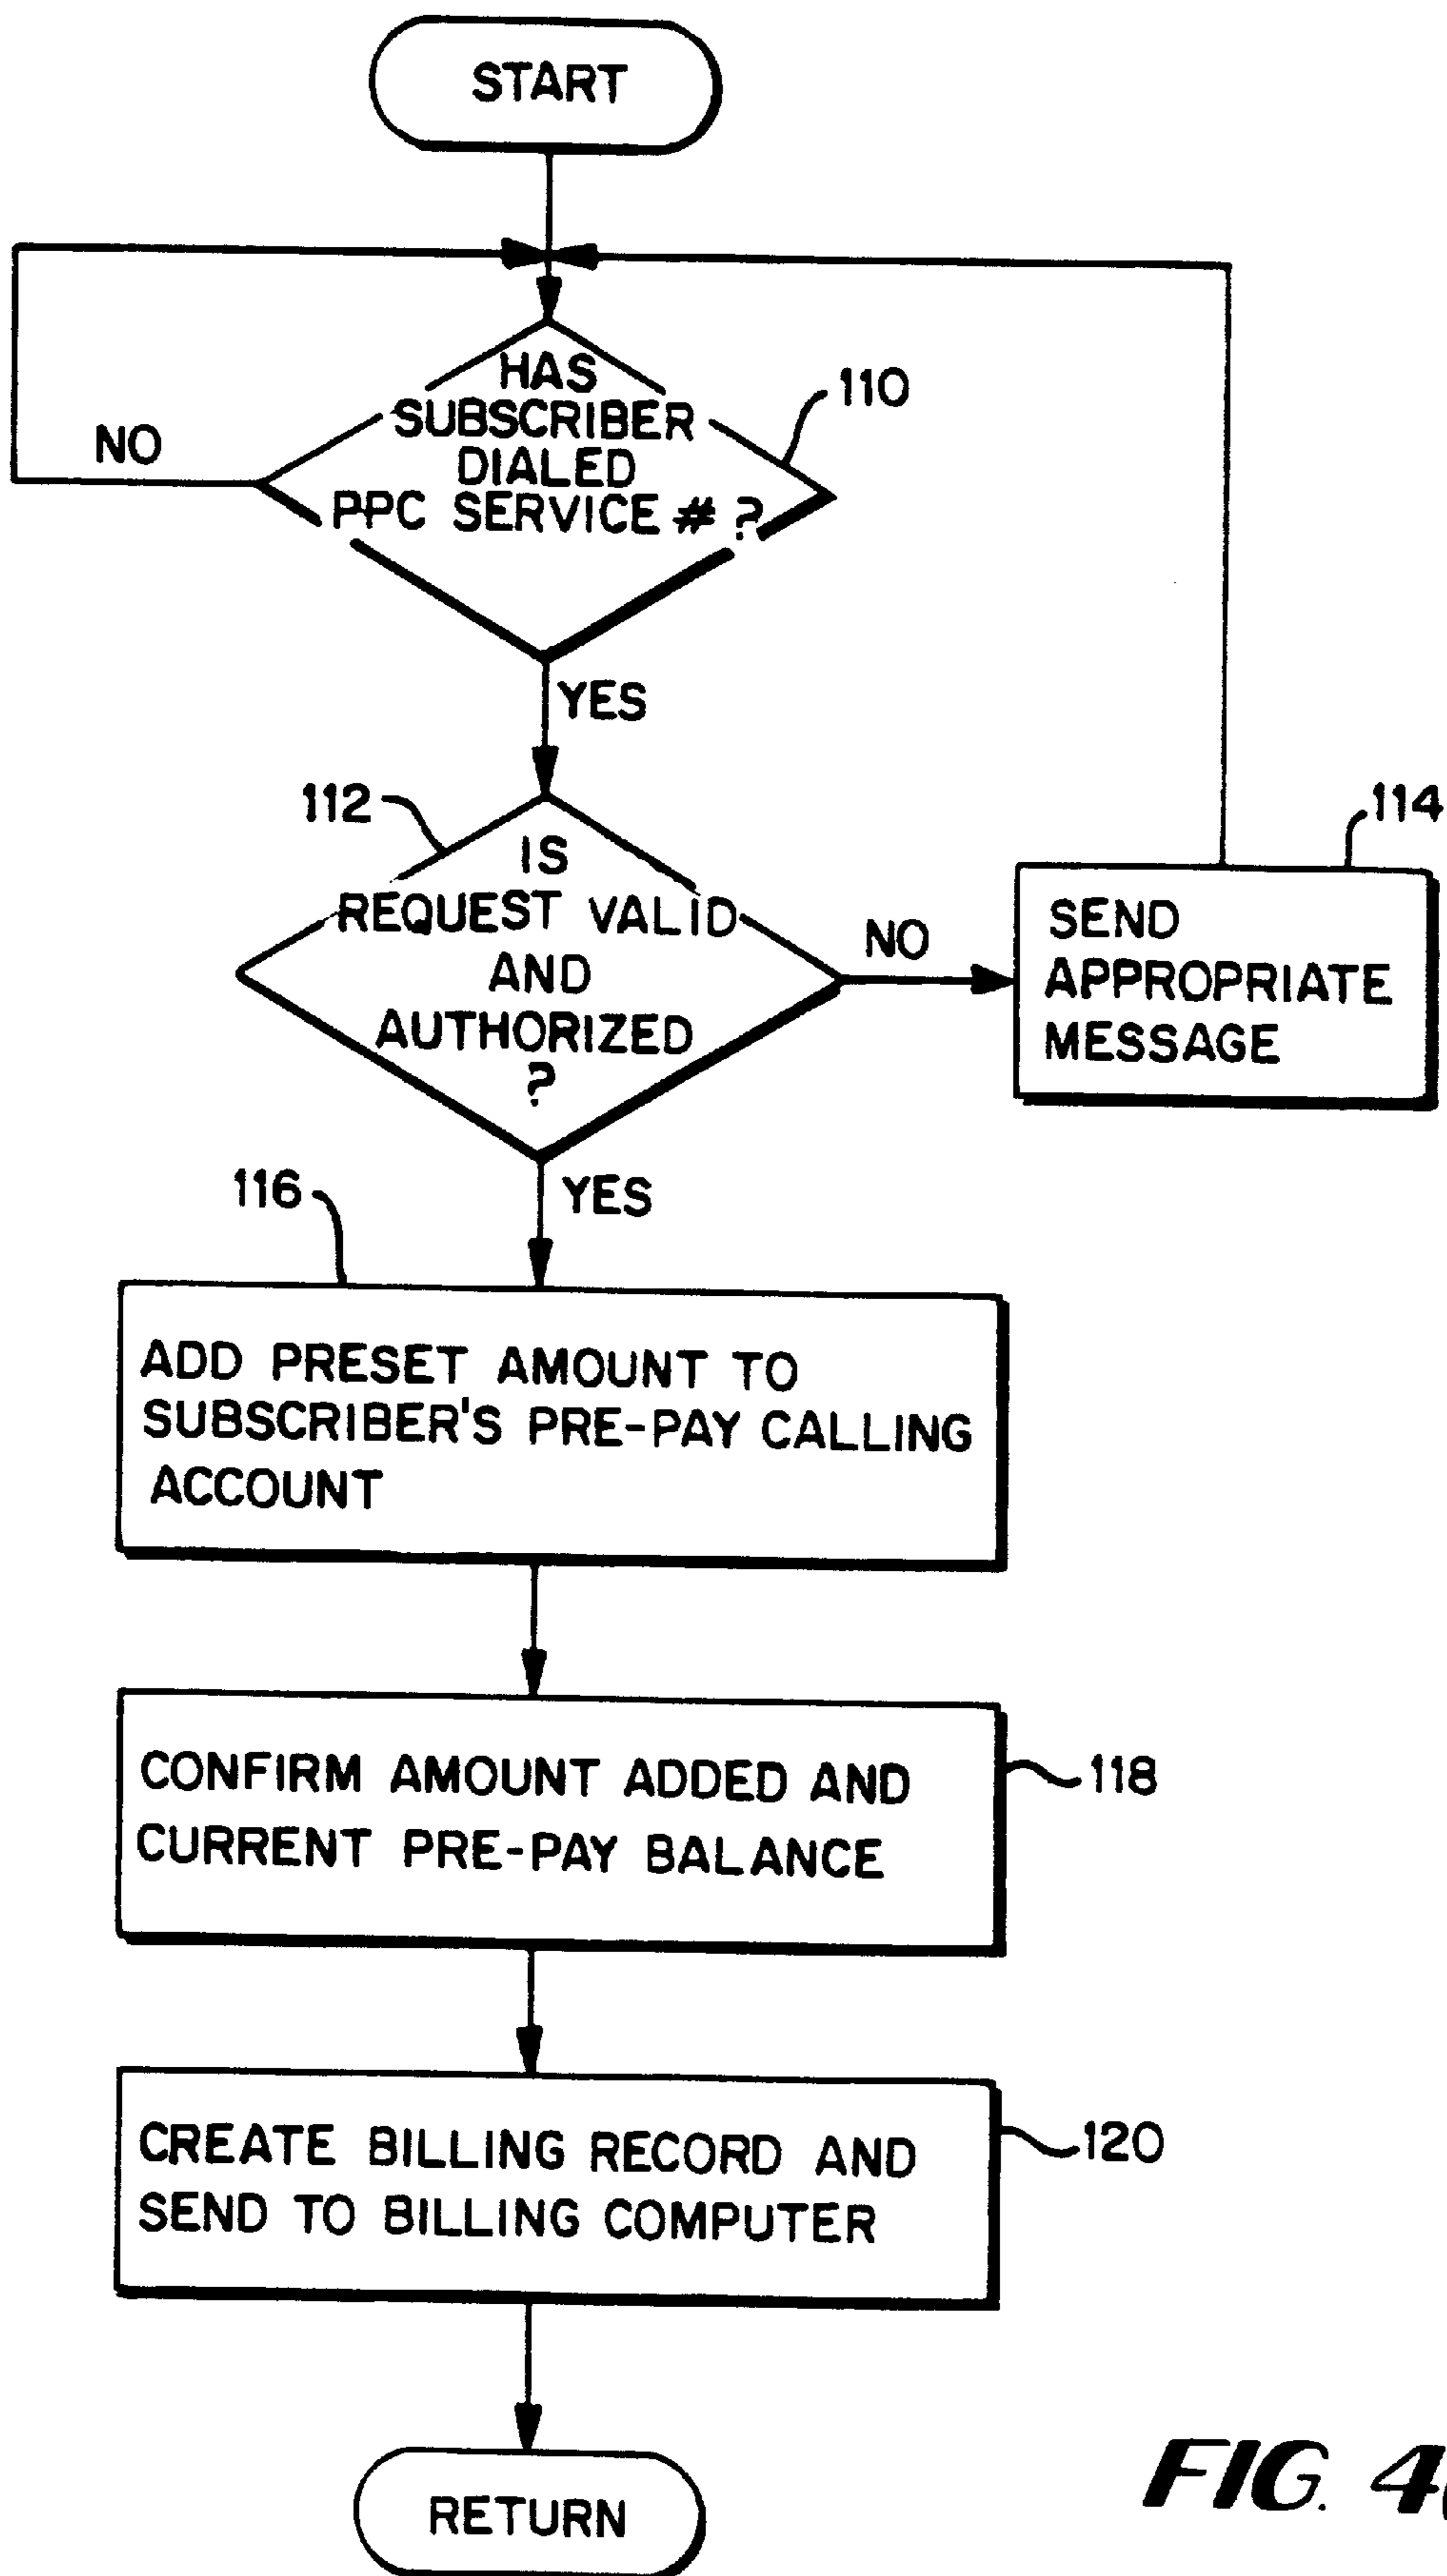 START
HAS
SUBSCRIBER
DIALED
PPC SERVICE # ?
110
NO
YES
112
IS
REQUEST VALID
AND
AUTHORIZED
?
NO
114
SEND
APPROPRIATE
MESSAGE
YES
116
ADD PRESET AMOUNT TO
SUBSCRIBER'S PRE-PAY CALLING
ACCOUNT
CONFIRM AMOUNT ADDED AND
CURRENT PRE-PAY BALANCE
118
CREATE BILLING RECORD AND
SEND TO BILLING COMPUTER
120
RETURN
FIG.